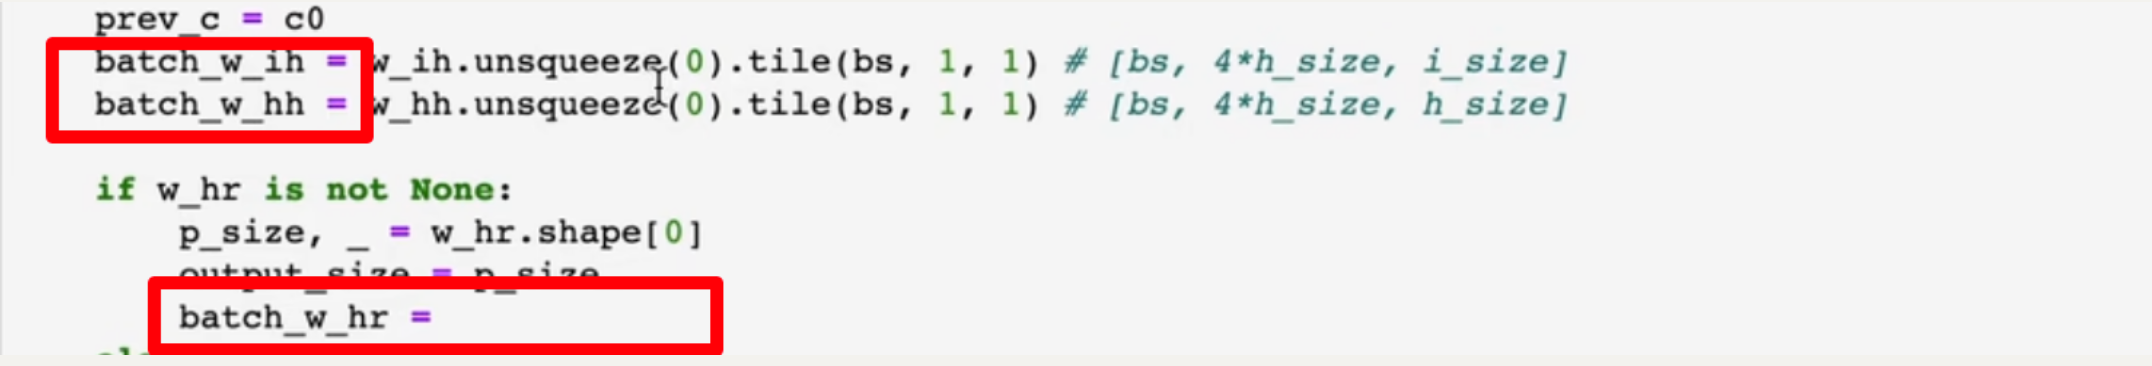 prev_c = c0
batch_w_ih = w_ih.unsqueeze(0).tile(bs, 1, 1) # [bs, 4*h_size, i_size]
batch_w_hh = w_hh.unsqueeze(0).tile(bs, 1, 1) # [bs, 4*h_size, h_size]
if w_hr is not None:
p_size, _ = w_hr.shape[0]
output_size = p_size
batch_w_hr =